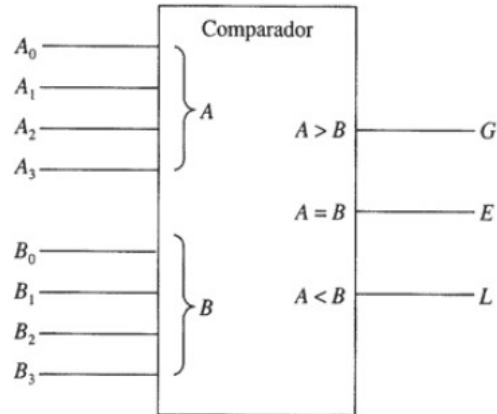 Comparador
A₀
A₁
A₂
A₃
A
B₀
B₁
B₂
B₃
B
A > B
G
A = B
E
A < B
L